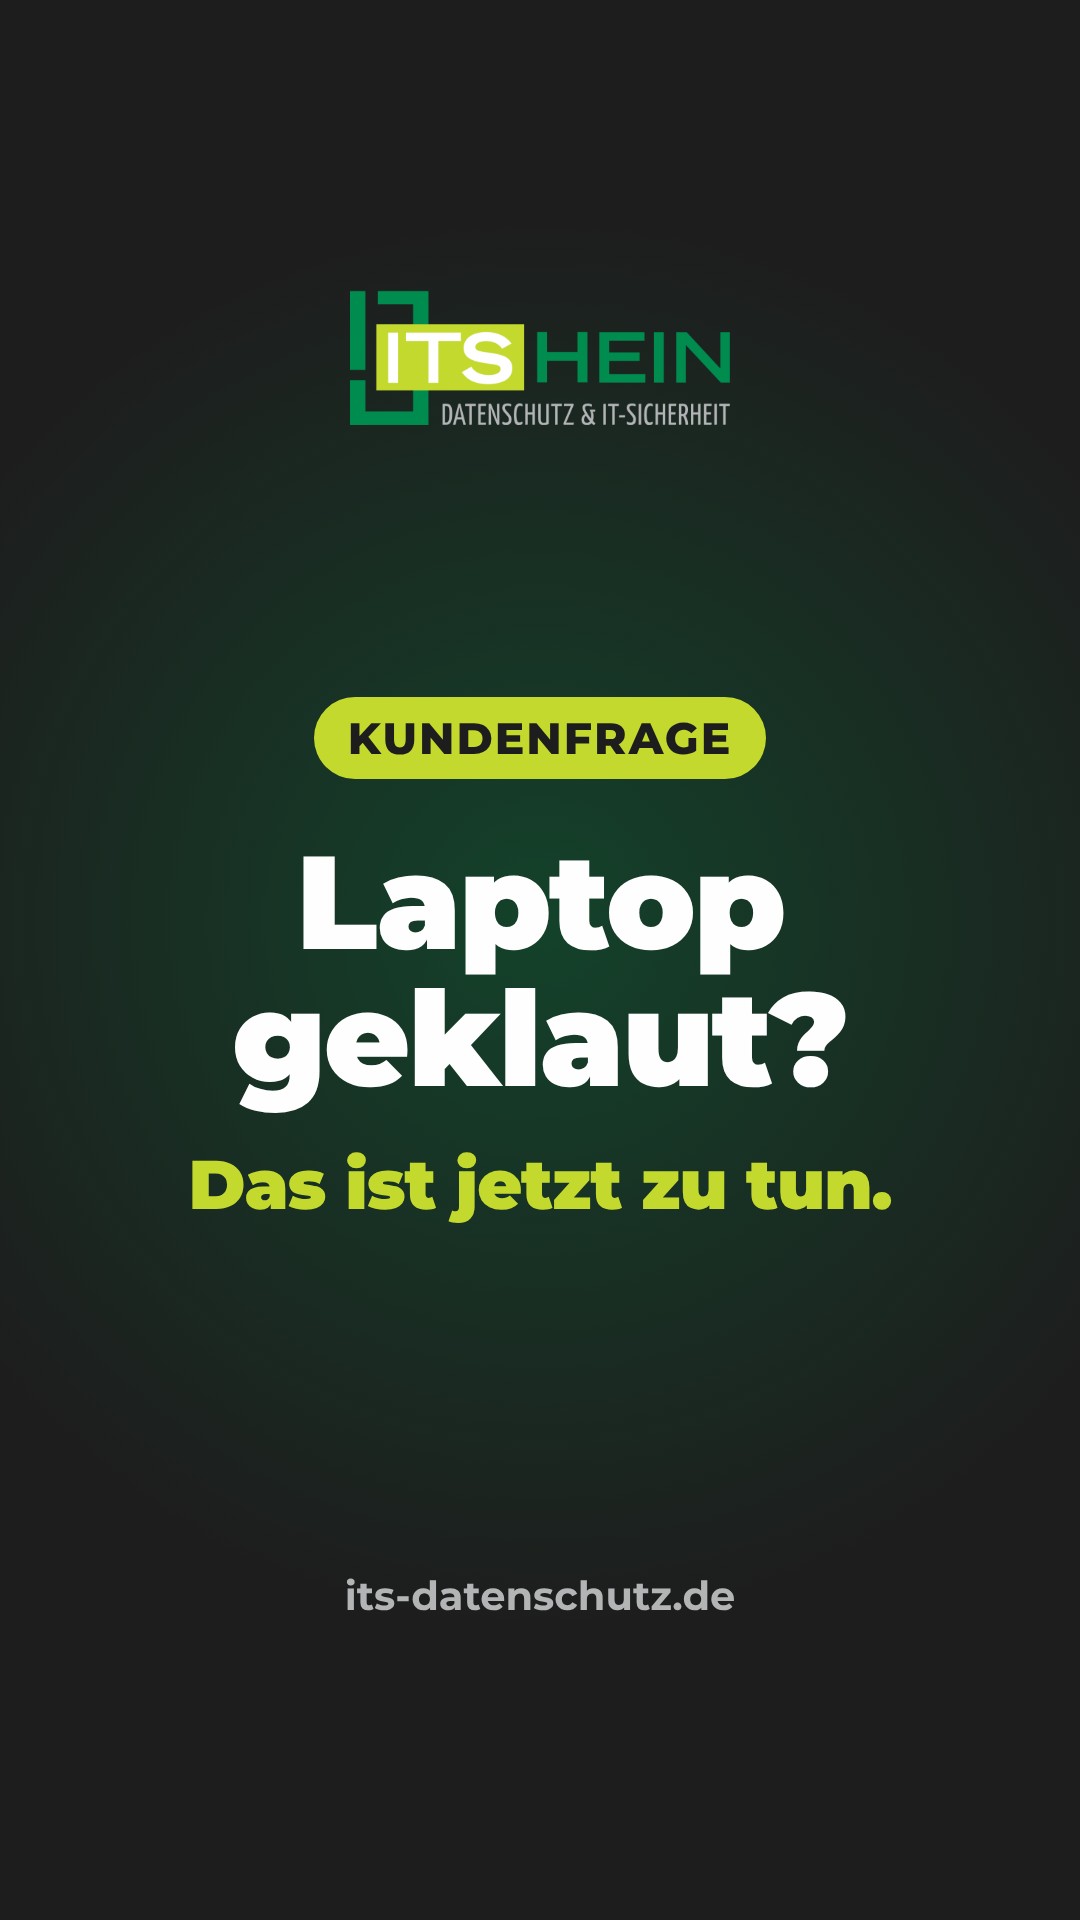 ITS HEIN
DATENSCHUTZ & IT-SICHERHEIT
KUNDENFRAGE
Laptop
geklaut?
Das ist jetzt zu tun.
its-datenschutz.de